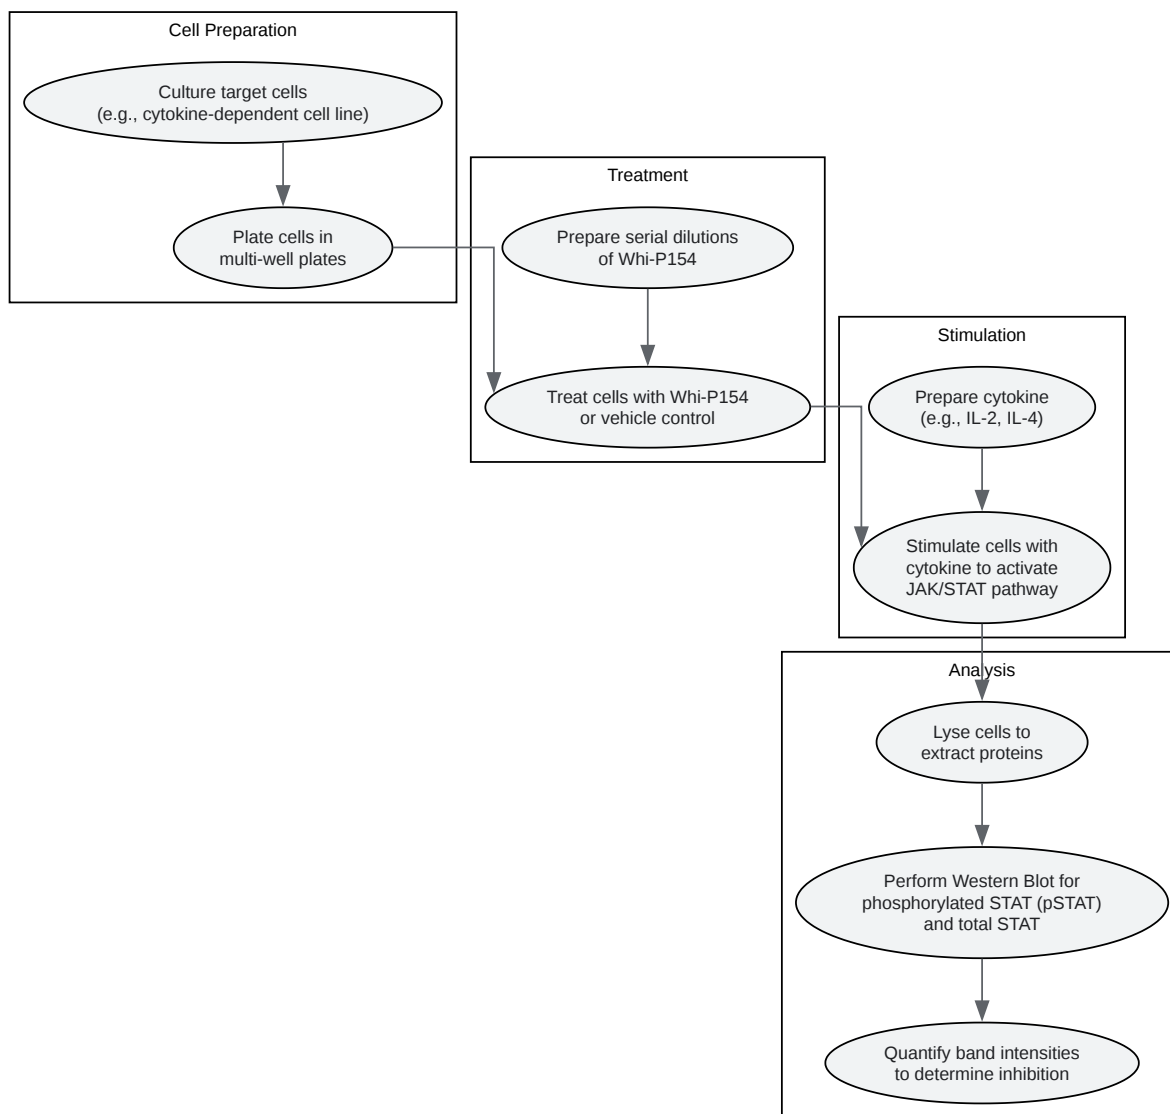 Cell Preparation
Culture target cells
(e.g., cytokine-dependent cell line)
Plate cells in
multi-well plates
Treatment
Prepare serial dilutions
of Whi-P154
Treat cells with Whi-P154
or vehicle control
Stimulation
Prepare cytokine
(e.g., IL-2, IL-4)
Stimulate cells with
cytokine to activate
JAK/STAT pathway
Analysis
Lyse cells to
extract proteins
Perform Western Blot for
phosphorylated STAT (pSTAT)
and total STAT
Quantify band intensities
to determine inhibition